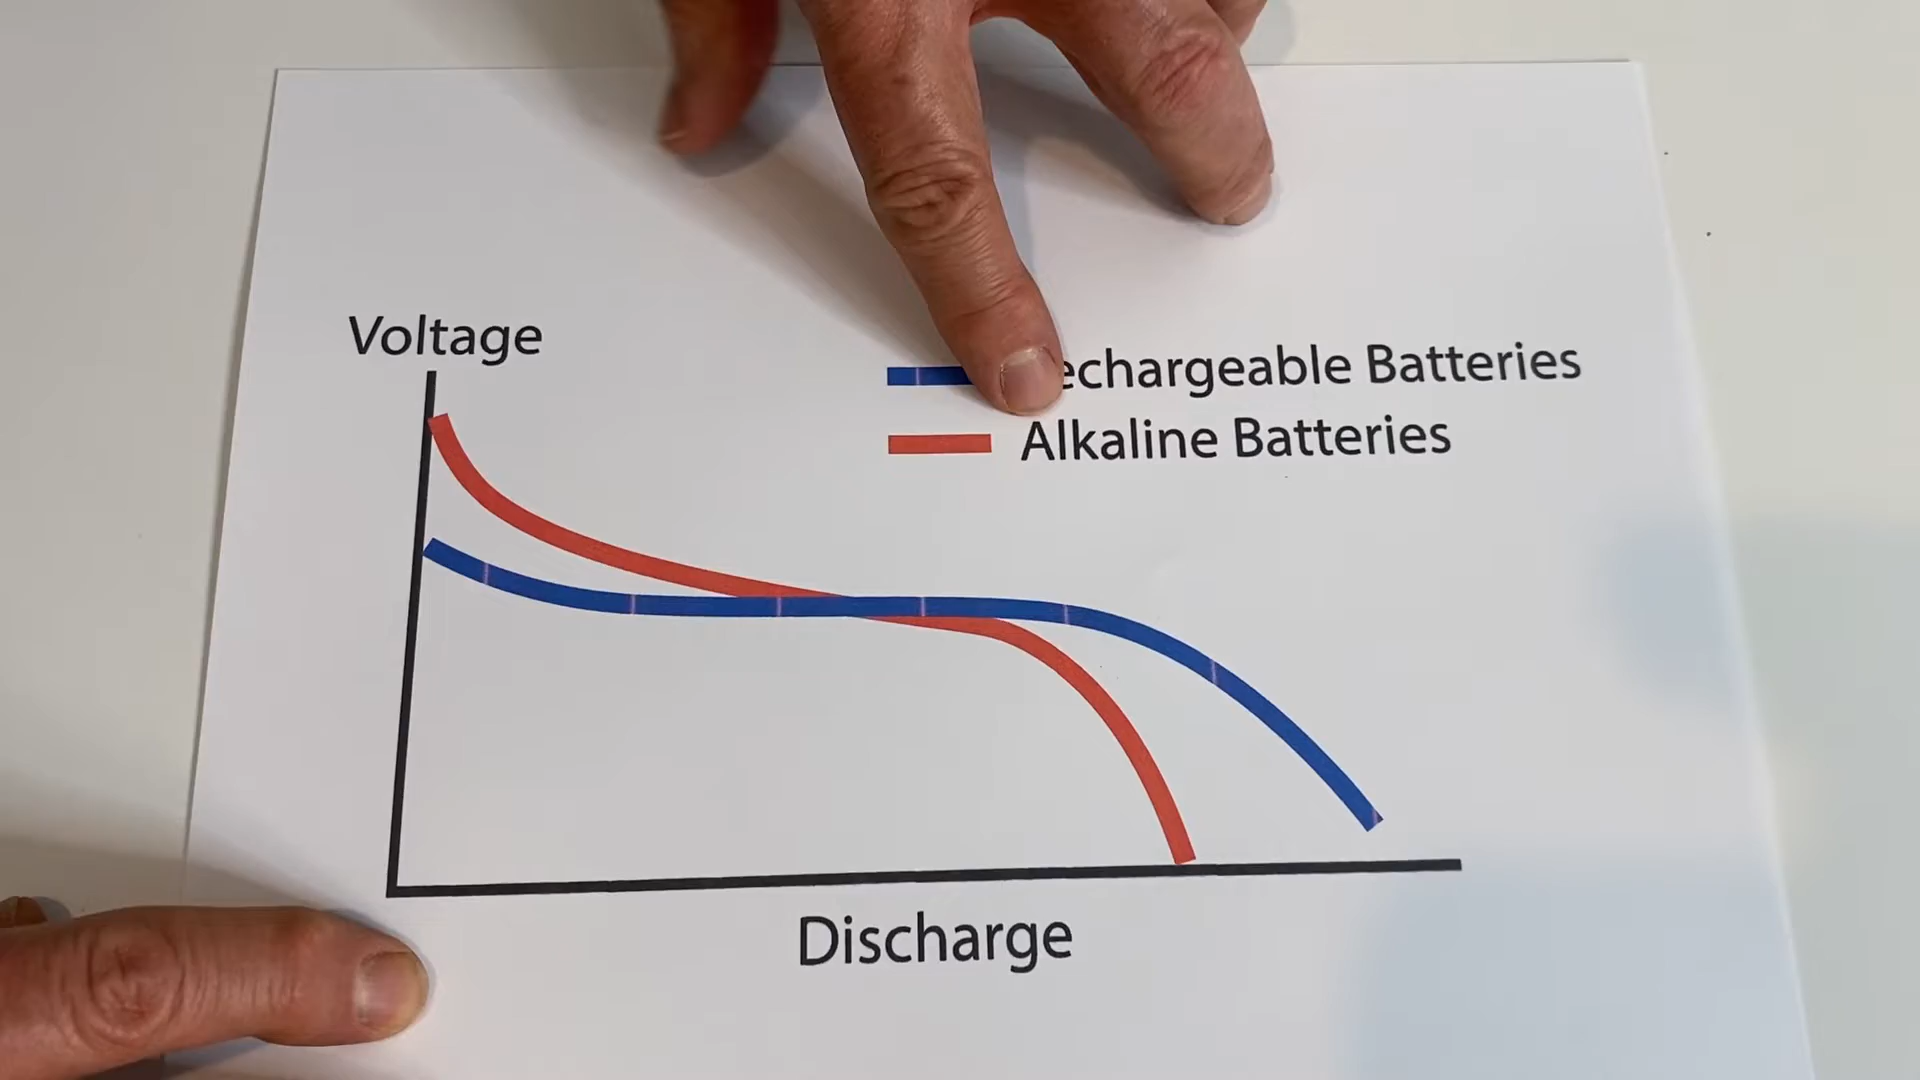 Voltage
echargeable Batteries
Alkaline Batteries
Discharge